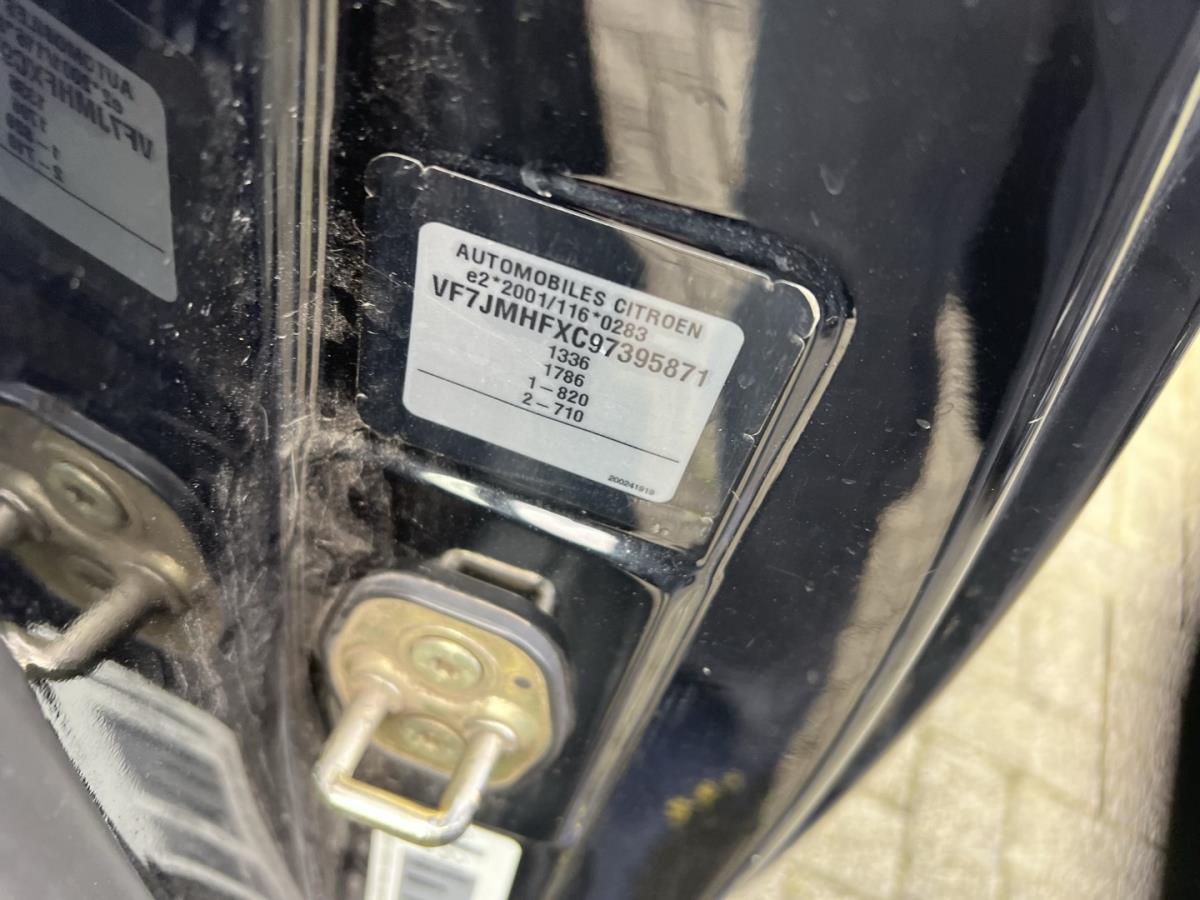 AUTOMOBILES CITROEN
e2*2001/116*0283
VF7JMHFXC97395871
1336
1786
1 – 820
2 – 710
200241919